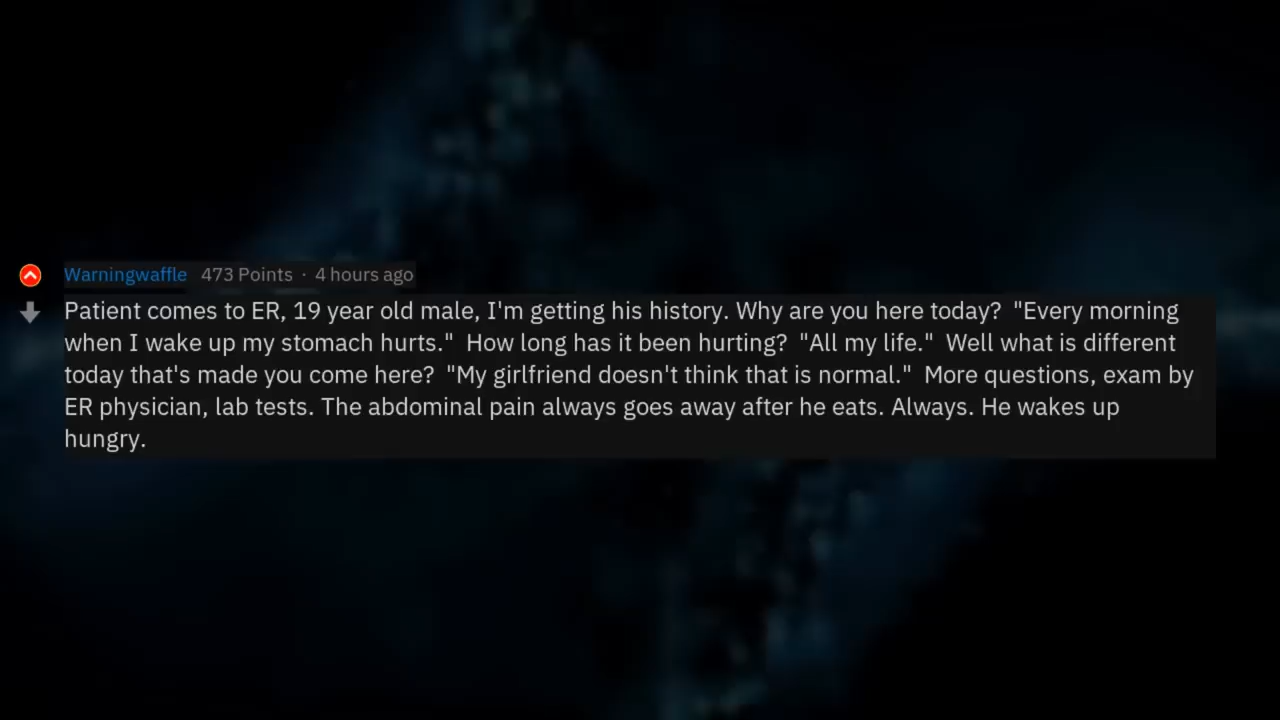 Warningwaffle 473 Points · 4 hours ago
Patient comes to ER, 19 year old male, I'm getting his history. Why are you here today?  "Every morning
when I wake up my stomach hurts."  How long has it been hurting?  "All my life."  Well what is different
today that's made you come here?  "My girlfriend doesn't think that is normal."  More questions, exam by
ER physician, lab tests. The abdominal pain always goes away after he eats. Always. He wakes up
hungry.